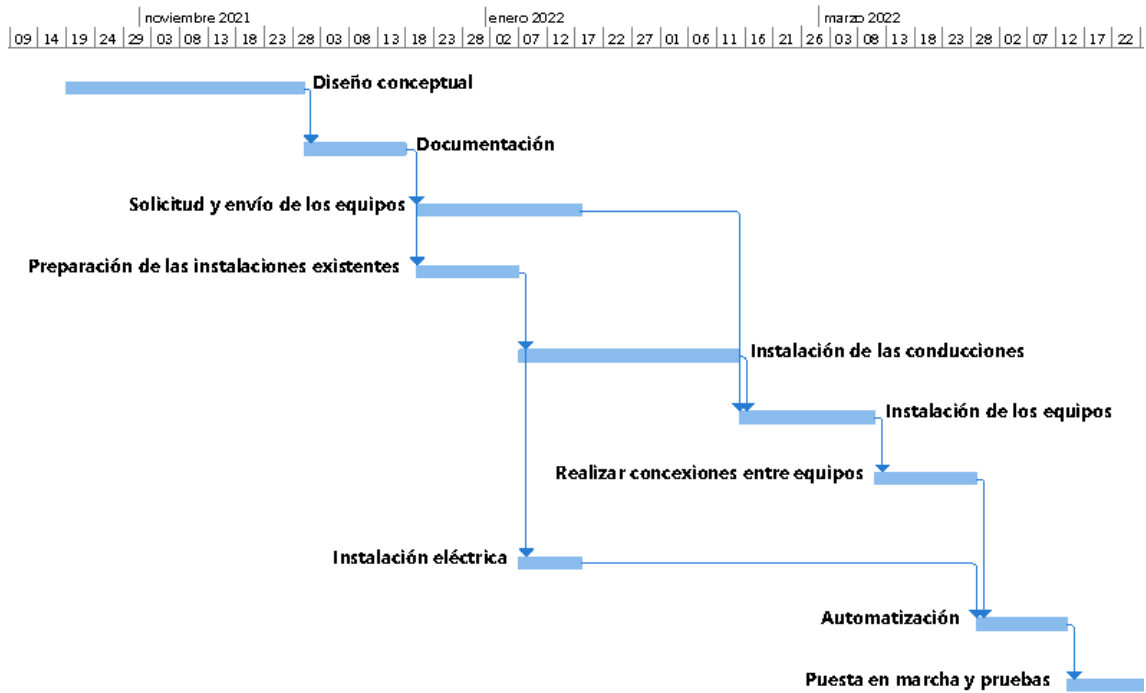 noviembre 2021 enero 2022 marzo 2022
09 14 19 24 29 03 08 13 18 23 28 03 08 13 18 23 28 02 07 12 17 22 27 01 06 11 16 21 26 03 08 13 18 23 28 02 07 12 17 22
Diseño conceptual
Documentación
Solicitud y envío de los equipos
Preparación de las instalaciones existentes
Instalación de las conducciones
Instalación de los equipos
Realizar concexiones entre equipos
Instalación eléctrica
Automatización
Puesta en marcha y pruebas